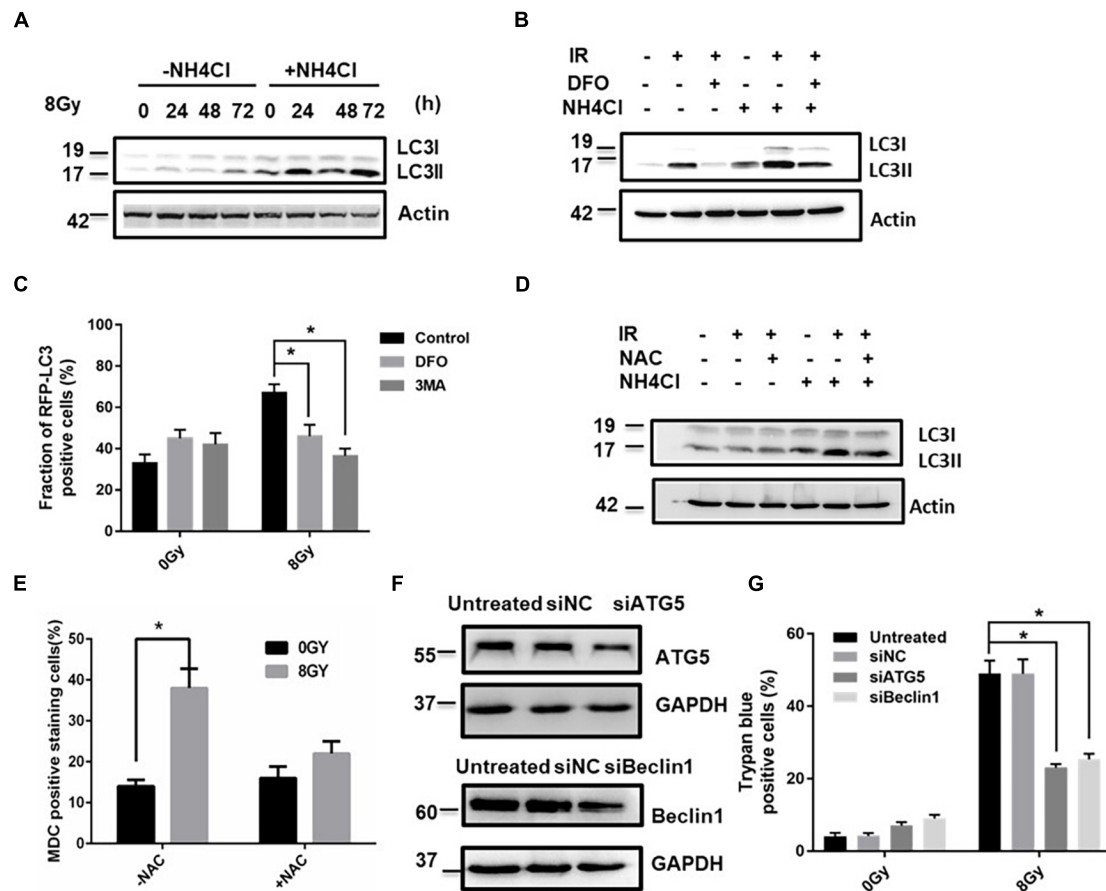 A
-NH4Cl +NH4Cl
8Gy 0 24 48 72 0 24 48 72 (h)
19 LC3I
17 LC3II
42 Actin
B
IR - + + - + +
DFO - - + - - +
NH4Cl - - - + + +
19 LC3I
17 LC3II
42 Actin
C
Fraction of RFP-LC3
positive cells (%)
100
80
60
40
20
0
* *
Control
DFO
3MA
0Gy 8Gy
D
IR - + + - + +
NAC - - + - - +
NH4Cl - - - + + +
19 LC3I
17 LC3II
42 Actin
E
MDC positive staining cells(%)
50
40
30
20
10
0
*
0GY
8GY
-NAC +NAC
F
Untreated siNC siATG5
55 ATG5
37 GAPDH
Untreated siNC siBeclin1
60 Beclin1
37 GAPDH
G
Trypan blue
positive cells (%)
60
40
20
0
Untreated
siNC
siATG5
siBeclin1
* *
0Gy 8Gy